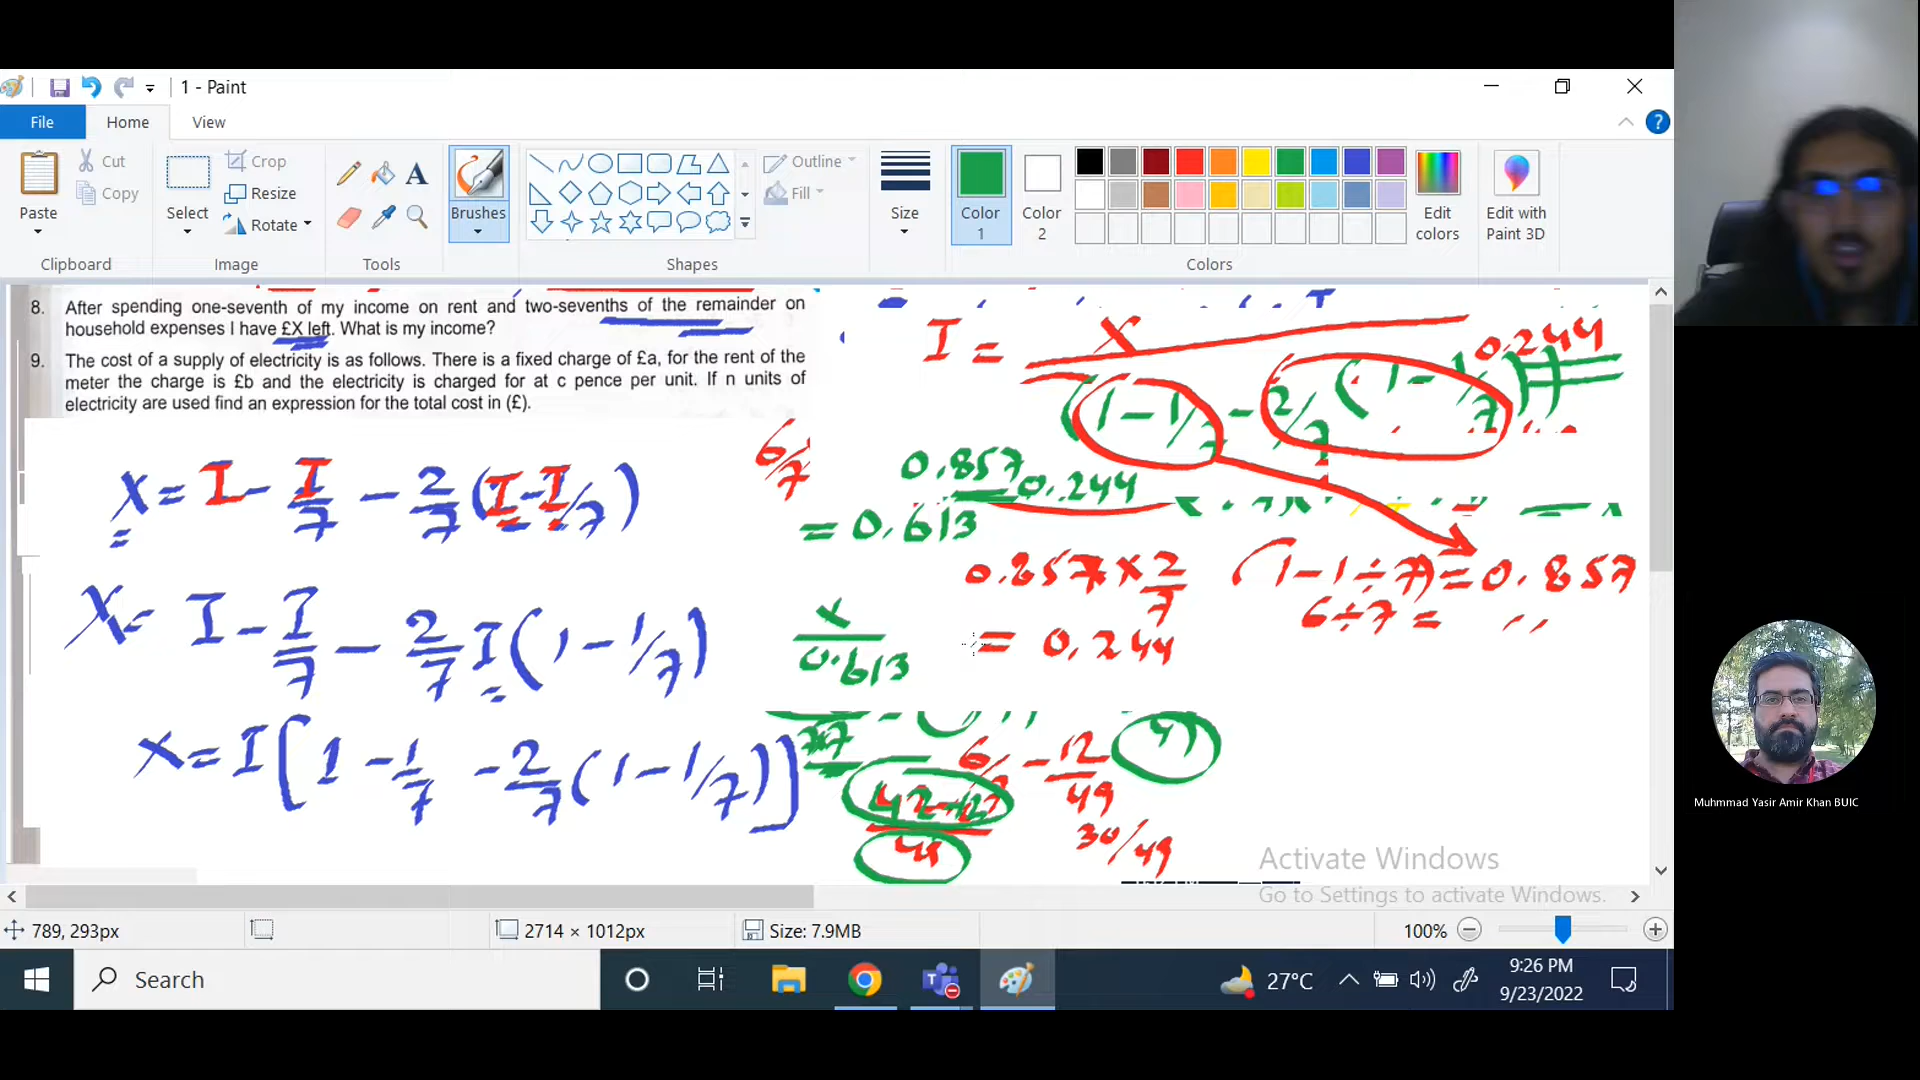 1 - Paint
File
Home
View
Paste
Cut
Copy
Clipboard
Select
Crop
Resize
Rotate
Image
Tools
Brushes
Shapes
Outline
Fill
Size
Color 1
Color 2
Colors
Edit colors
Edit with Paint 3D
8. After spending one-seventh of my income on rent and two-sevenths of the remainder on
household expenses I have £X left. What is my income?
9. The cost of a supply of electricity is as follows. There is a fixed charge of £a, for the rent of the
meter the charge is £b and the electricity is charged for at c pence per unit. If n units of
electricity are used find an expression for the total cost in (£).
X = I - I/7 - 2/7 (I - I/7)
X = I - I/7 - 2/7 I (1 - 1/7)
X = I [1 - 1/7 - 2/7 (1 - 1/7)]
6/7
I = X
(1 - 1/7 - 2/7 (1 - 1/7))
0.244
0.857
0.244
= 0.613
0.857 × 2/7
= 0.244
(1 - 1 ÷ 7) = 0.857
6 ÷ 7 = 
X/0.613
6/7 - 12/49
30/49
Activate Windows
Go to Settings to activate Windows.
789, 293px
2714 × 1012px
Size: 7.9MB
100%
Search
27°C
9:26 PM
9/23/2022
Muhmmad Yasir Amir Khan BUIC